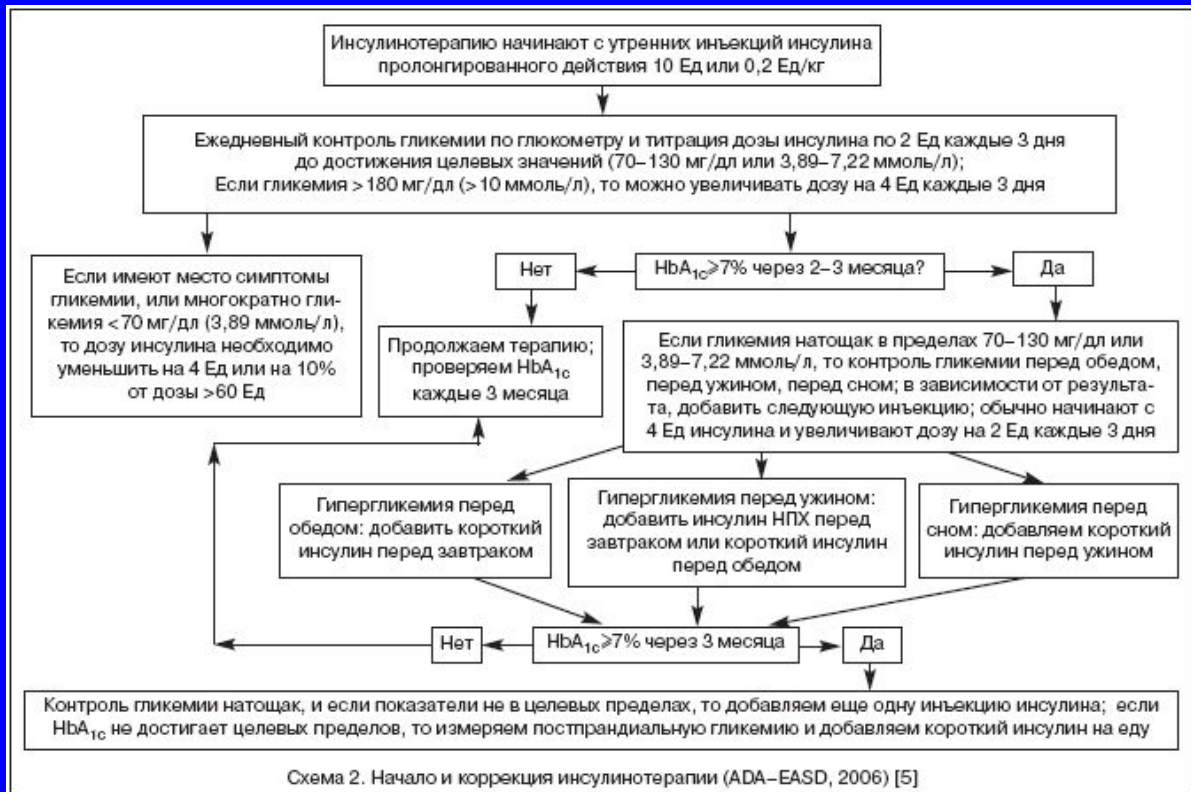 Инсулинотерапию начинают с утренних инъекций инсулина
пролонгированного действия 10 Ед или 0,2 Ед/кг
Ежедневный контроль гликемии по глюкометру и титрация дозы инсулина по 2 Ед каждые 3 дня
до достижения целевых значений (70–130 мг/дл или 3,89–7,22 ммоль/л);
Если гликемия >180 мг/дл (>10 ммоль/л), то можно увеличивать дозу на 4 Ед каждые 3 дня
Если имеют место симптомы
гликемии, или многократно гли-
кемия <70 мг/дл (3,89 ммоль/л),
то дозу инсулина необходимо
уменьшить на 4 Ед или на 10%
от дозы >60 Ед
Нет
HbA1c⩾7% через 2–3 месяца?
Да
Продолжаем терапию;
проверяем HbA1c
каждые 3 месяца
Если гликемия натощак в пределах 70–130 мг/дл или
3,89–7,22 ммоль/л, то контроль гликемии перед обедом,
перед ужином, перед сном; в зависимости от результа-
та, добавить следующую инъекцию; обычно начинают с
4 Ед инсулина и увеличивают дозу на 2 Ед каждые 3 дня
Гипергликемия перед
обедом: добавить короткий
инсулин перед завтраком
Гипергликемия перед ужином:
добавить инсулин НПХ перед
завтраком или короткий инсулин
перед обедом
Гипергликемия перед
сном: добавляем короткий
инсулин перед ужином
Нет
HbA1c⩾7% через 3 месяца
Да
Контроль гликемии натощак, и если показатели не в целевых пределах, то добавляем еще одну инъекцию инсулина; если
HbA1c не достигает целевых пределов, то измеряем постпрандиальную гликемию и добавляем короткий инсулин на еду
Схема 2. Начало и коррекция инсулинотерапии (ADA–EASD, 2006) [5]